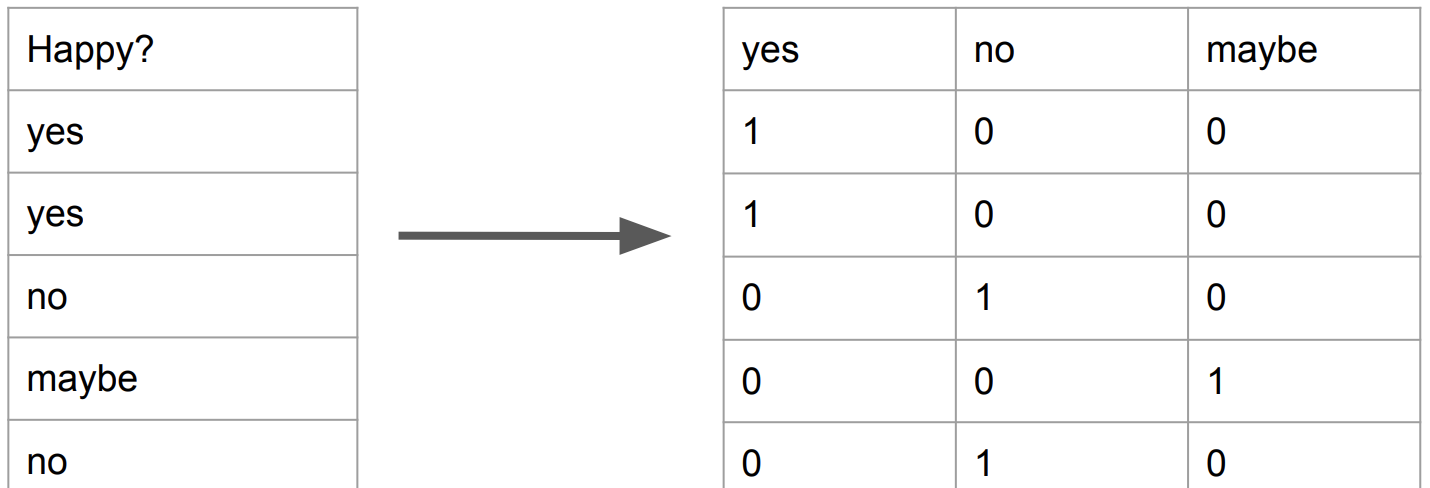 Happy?
yes
yes
no
maybe
no
yes no maybe
1 0 0
1 0 0
0 1 0
0 0 1
0 1 0